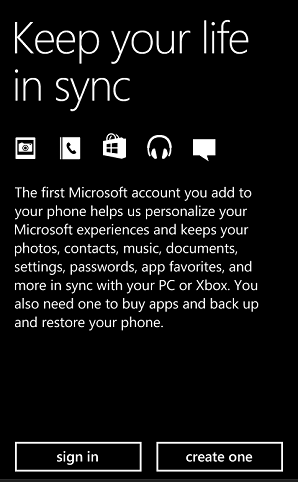 Keep your life
in sync
The first Microsoft account you add to
your phone helps us personalize your
Microsoft experiences and keeps your
photos, contacts, music, documents,
settings, passwords, app favorites, and
more in sync with your PC or Xbox. You
also need one to buy apps and back up
and restore your phone.
sign in
create one